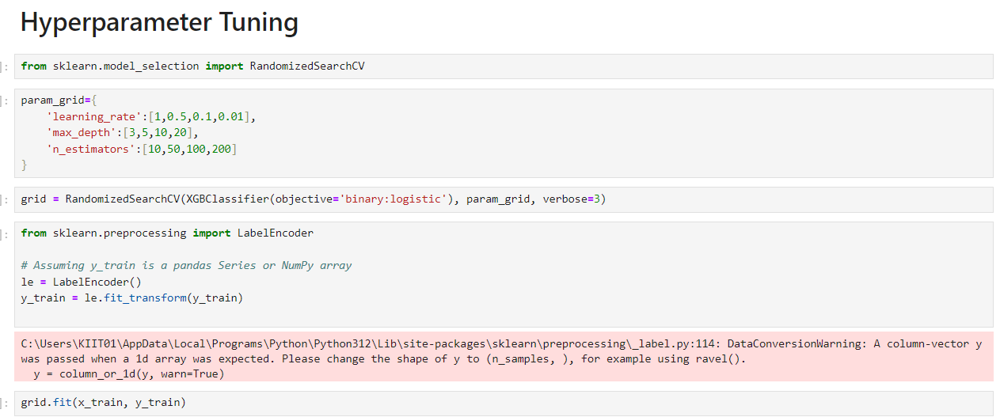 Hyperparameter Tuning
]: from sklearn.model_selection import RandomizedSearchCV
]: param_grid={
    'learning_rate':[1,0.5,0.1,0.01],
    'max_depth':[3,5,10,20],
    'n_estimators':[10,50,100,200]
}
]: grid = RandomizedSearchCV(XGBClassifier(objective='binary:logistic'), param_grid, verbose=3)
]: from sklearn.preprocessing import LabelEncoder
# Assuming y_train is a pandas Series or NumPy array
le = LabelEncoder()
y_train = le.fit_transform(y_train)
C:\Users\KIIT01\AppData\Local\Programs\Python\Python312\Lib\site-packages\sklearn\preprocessing\_label.py:114: DataConversionWarning: A column-vector y
was passed when a 1d array was expected. Please change the shape of y to (n_samples, ), for example using ravel().
  y = column_or_1d(y, warn=True)
]: grid.fit(x_train, y_train)